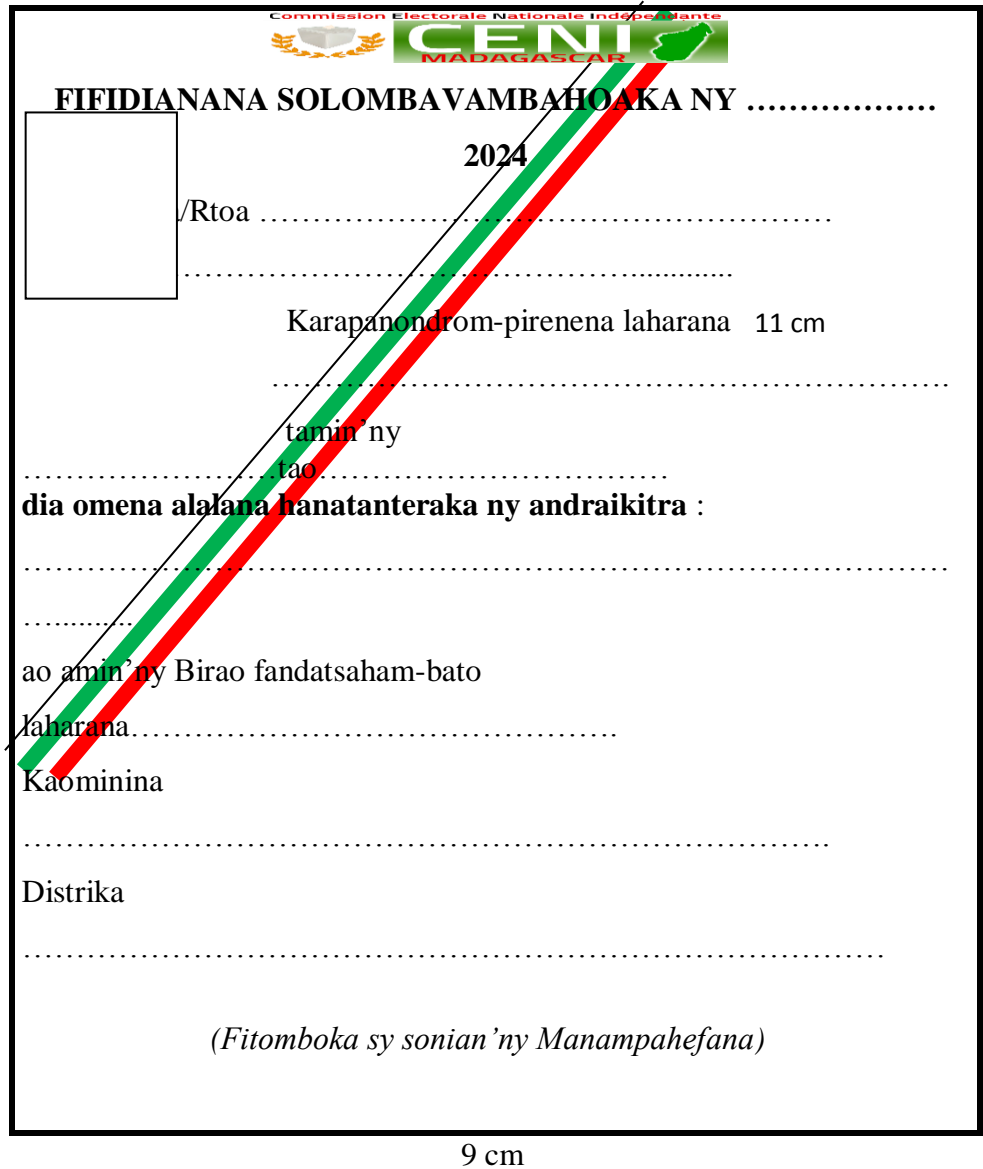 Commission Electorale Nationale Indépendante
CENI
MADAGASCAR
FIFIDIANANA SOLOMBAVAMBAHOAKA NY ………………
2024
/Rtoa ………………………………………………
……………………………………............
Karapanondrom-pirenena laharana 11 cm
……………………………………………………….
tamin’ny
……………………tao……………………………
dia omena alalana hanatanteraka ny andraikitra :
……………………………………………………………………………
…..........
ao amin’ny Birao fandatsaham-bato
laharana……………………………………….
Kaominina
………………………………………………………………….
Distrika
………………………………………………………………………
(Fitomboka sy sonian’ny Manampahefana)
9 cm